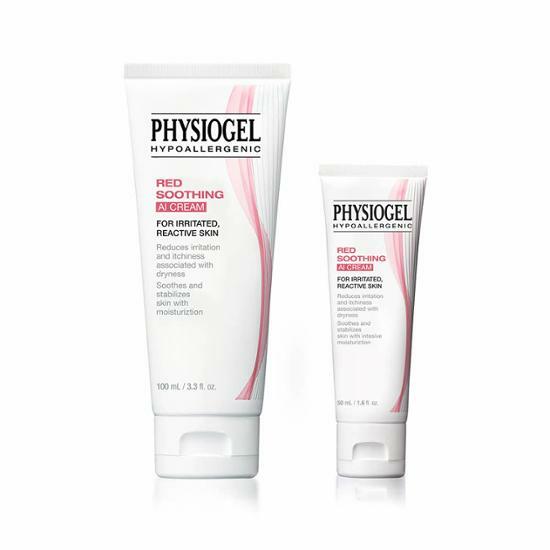 PHYSIOGEL
HYPOALLERGENIC
RED
SOOTHING
AI CREAM
FOR IRRITATED,
REACTIVE SKIN
Reduces irritation
and itchiness
associated with
dryness
Soothes and
stabilizes
skin with
moisturiztion
100 mL / 3.3 fl. oz.
PHYSIOGEL
HYPOALLERGENIC
RED
SOOTHING
AI CREAM
FOR IRRITATED,
REACTIVE SKIN
Reduces irritation
and itchiness
associated with
dryness
Soothes and
stabilizes
skin with intesive
moisturiztion
50 mL / 1.6 fl. oz.